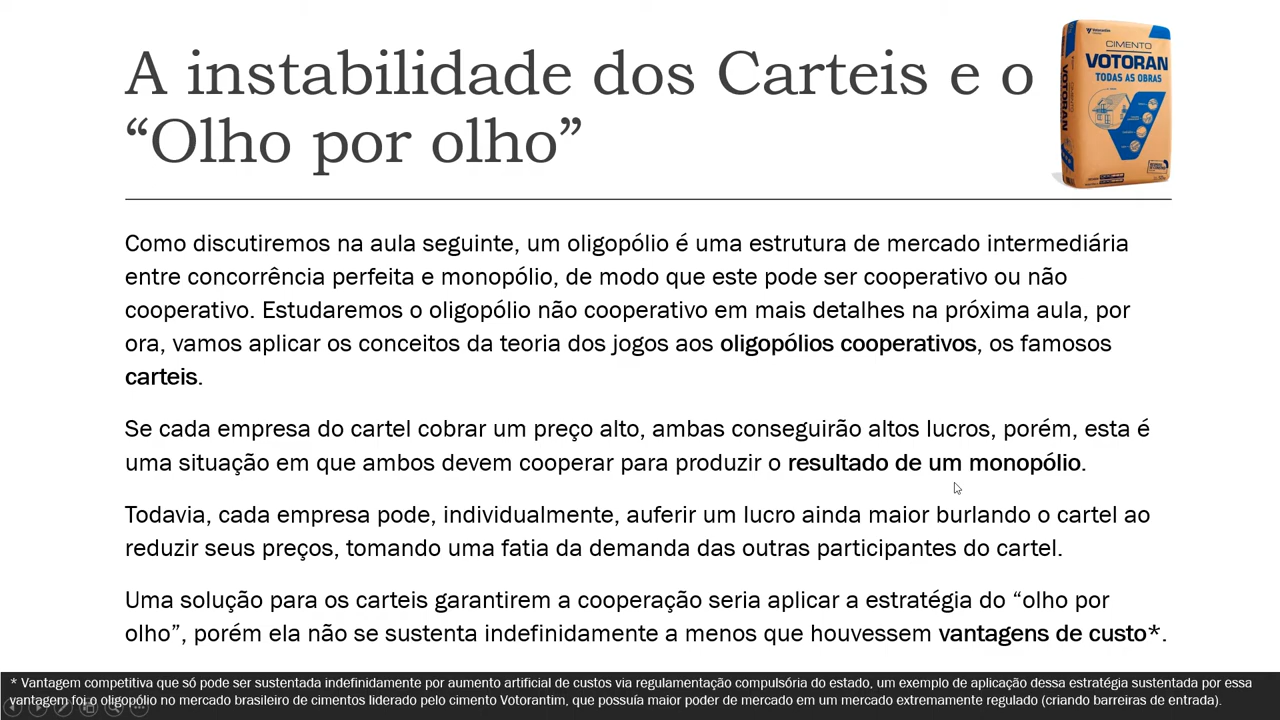 A instabilidade dos Carteis e o
“Olho por olho”
Votorantim
CIMENTO
VOTORAN
TODAS AS OBRAS
VOTORAN
Como discutiremos na aula seguinte, um oligopólio é uma estrutura de mercado intermediária
entre concorrência perfeita e monopólio, de modo que este pode ser cooperativo ou não
cooperativo. Estudaremos o oligopólio não cooperativo em mais detalhes na próxima aula, por
ora, vamos aplicar os conceitos da teoria dos jogos aos oligopólios cooperativos, os famosos
carteis.
Se cada empresa do cartel cobrar um preço alto, ambas conseguirão altos lucros, porém, esta é
uma situação em que ambos devem cooperar para produzir o resultado de um monopólio.
Todavia, cada empresa pode, individualmente, auferir um lucro ainda maior burlando o cartel ao
reduzir seus preços, tomando uma fatia da demanda das outras participantes do cartel.
Uma solução para os carteis garantirem a cooperação seria aplicar a estratégia do “olho por
olho”, porém ela não se sustenta indefinidamente a menos que houvessem vantagens de custo*.
* Vantagem competitiva que só pode ser sustentada indefinidamente por aumento artificial de custos via regulamentação compulsória do estado, um exemplo de aplicação dessa estratégia sustentada por essa
vantagem foi o oligopólio no mercado brasileiro de cimentos liderado pelo cimento Votorantim, que possuía maior poder de mercado em um mercado extremamente regulado (criando barreiras de entrada).